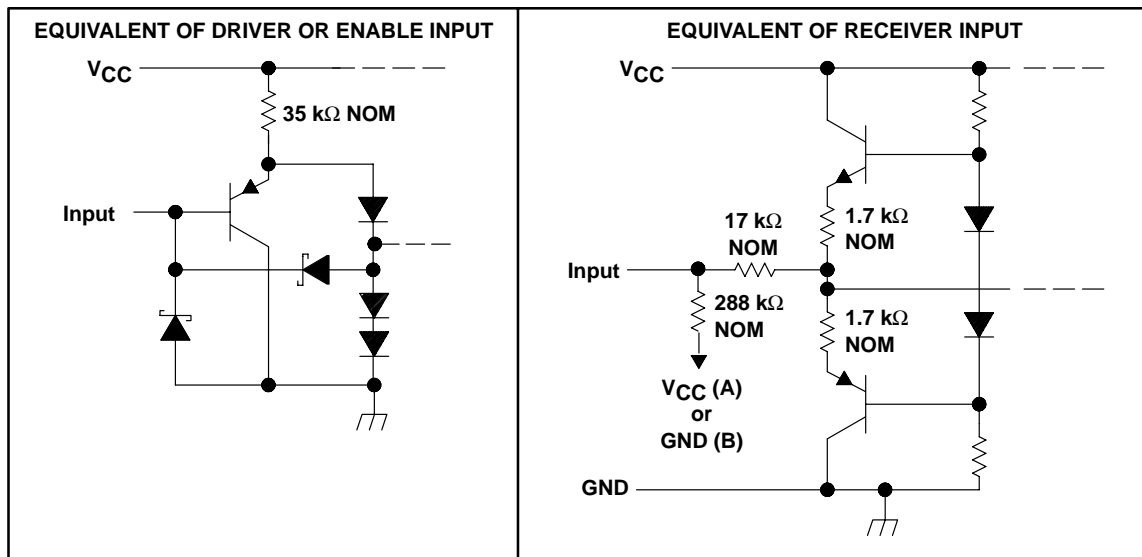 EQUIVALENT OF DRIVER OR ENABLE INPUT
VCC
35 kΩ NOM
Input
EQUIVALENT OF RECEIVER INPUT
VCC
17 kΩ
NOM
1.7 kΩ
NOM
Input
288 kΩ
NOM
1.7 kΩ
NOM
VCC (A)
or
GND (B)
GND